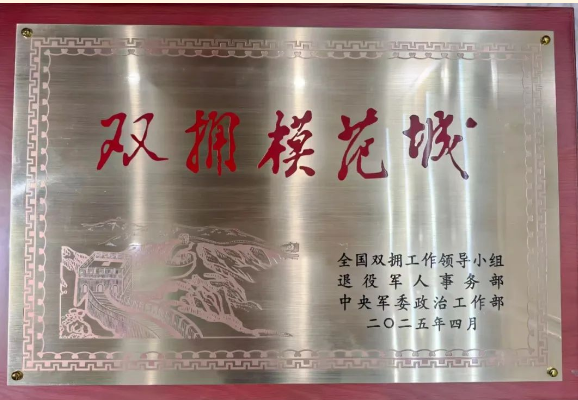 双拥模范城
全国双拥工作领导小组
退役军人事务部
中央军委政治工作部
二〇二五年四月